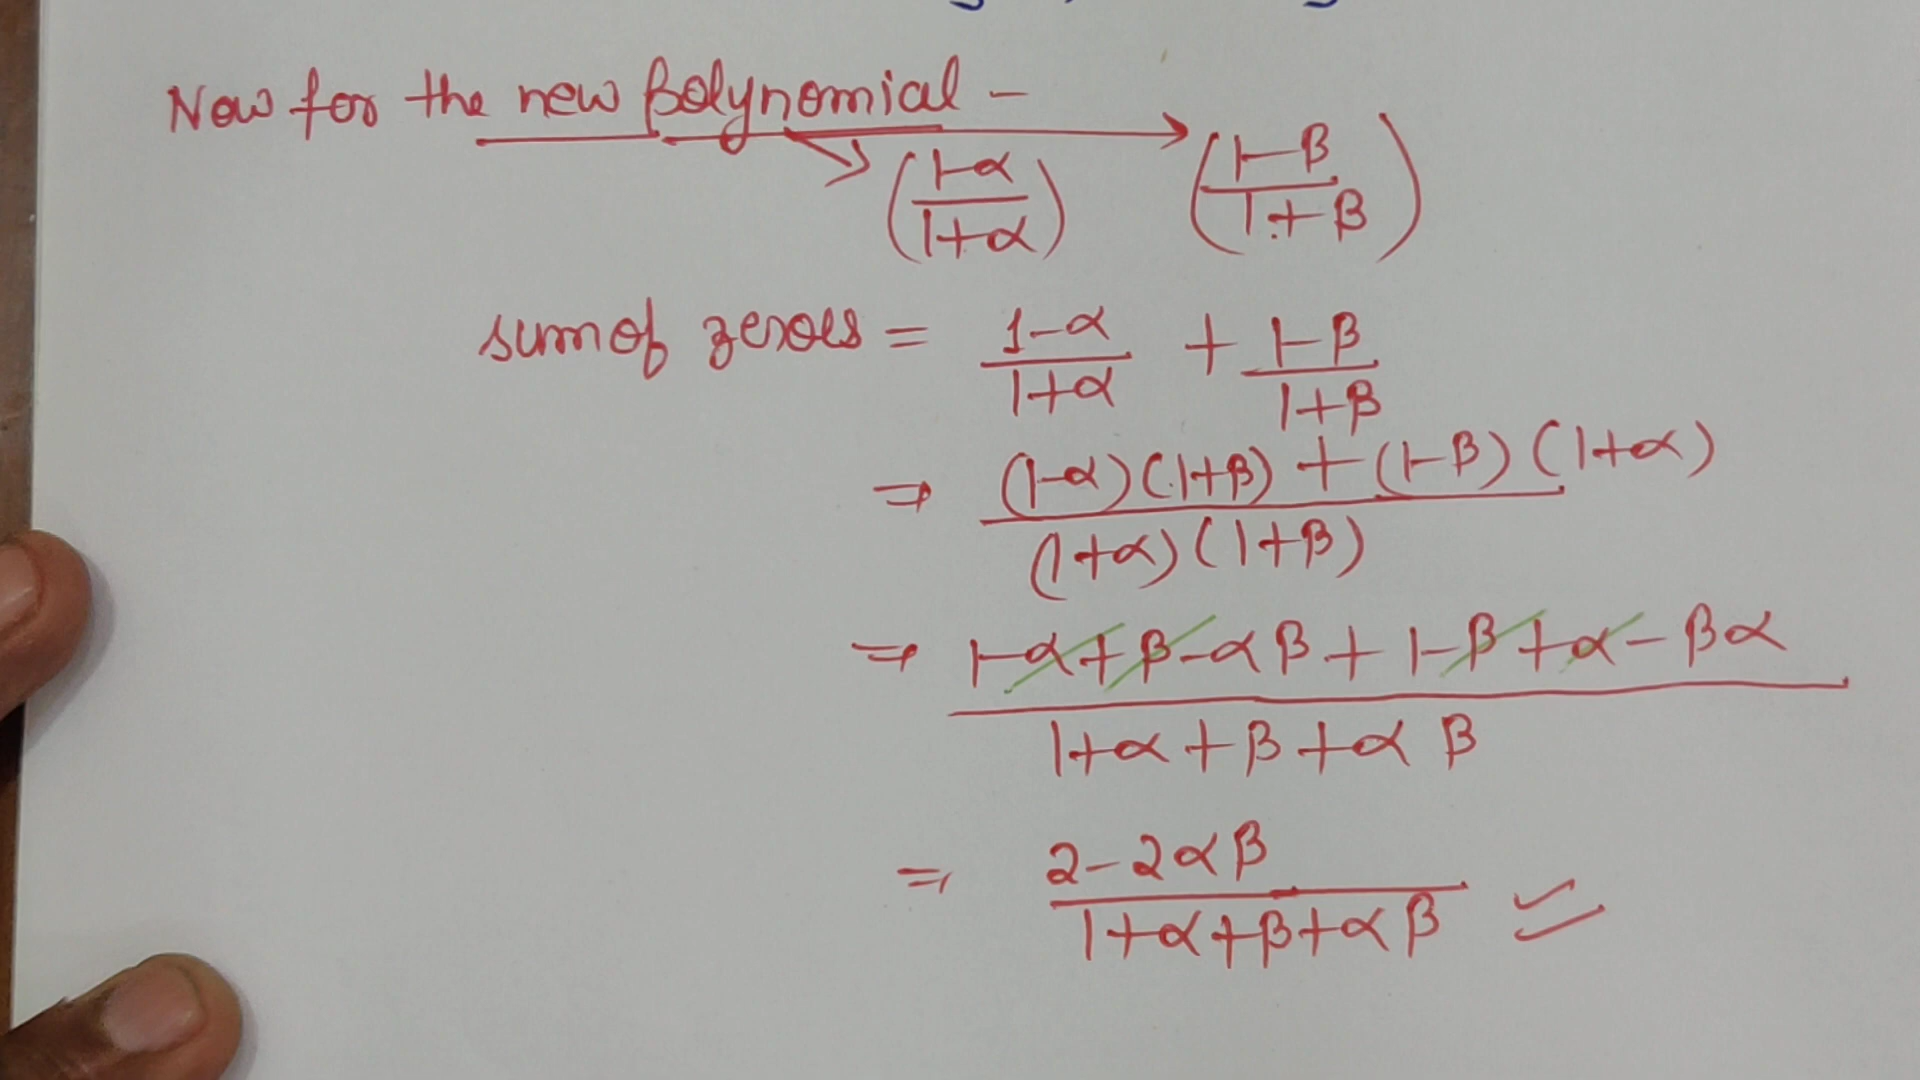 Now for the new polynomial -
(1-α/1+α) (1-β/1+β)
sum of zeroes = 1-α/1+α + 1-β/1+β
⇒ (1-α)(1+β) + (1-β)(1+α)
(1+α)(1+β)
⇒ 1-α+β-αβ+1-β+α-βα
1+α+β+αβ
= 2-2αβ
1+α+β+αβ